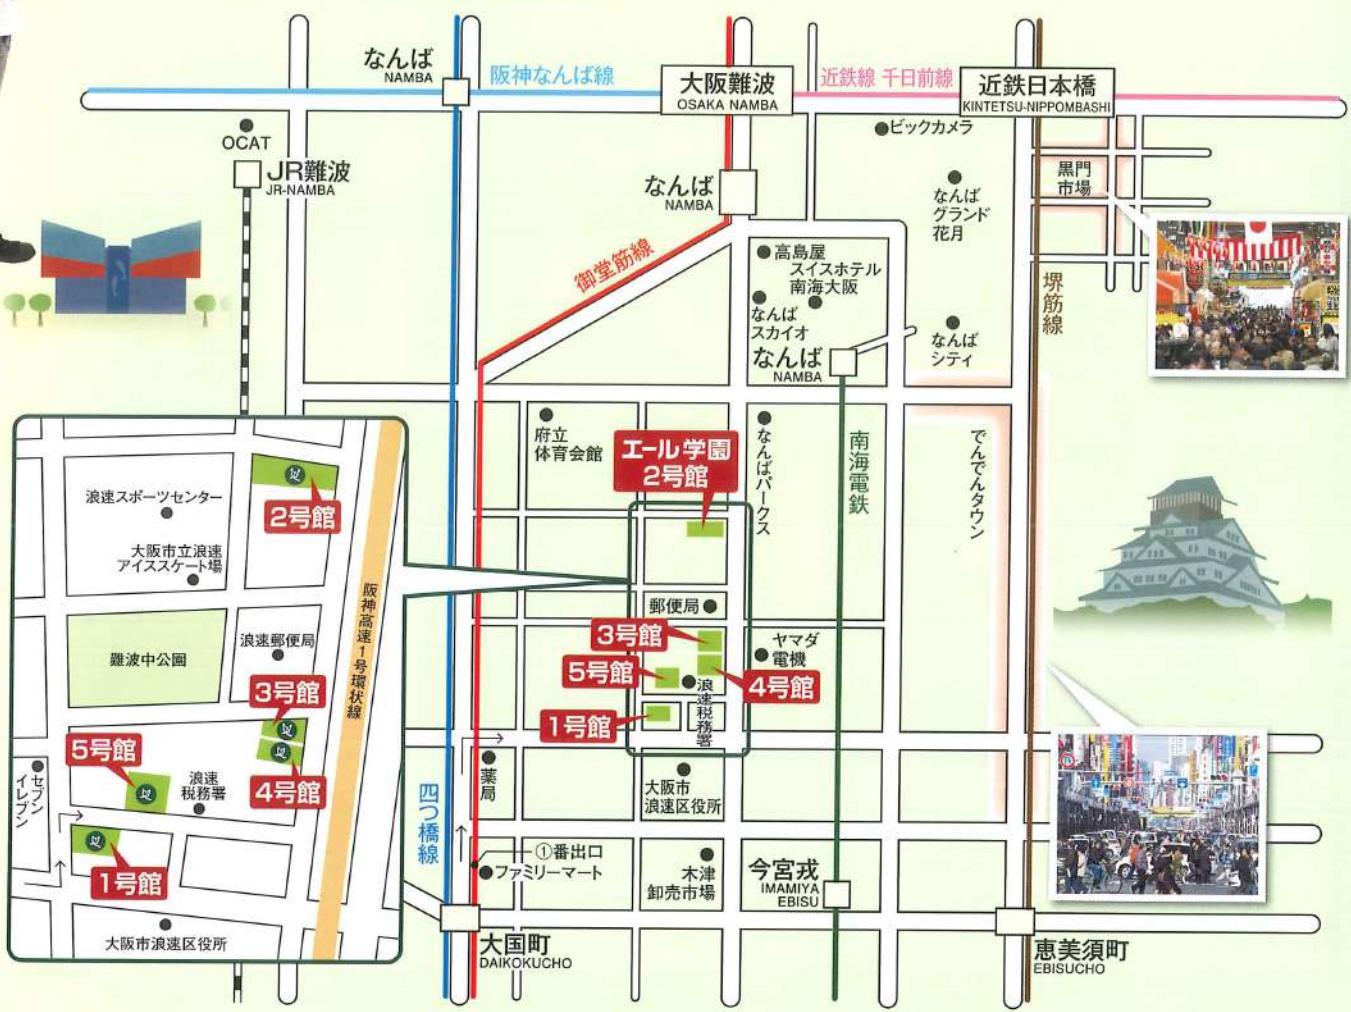 なんば
NAMBA
阪神なんば線
大阪難波
OSAKA NAMBA
近鉄線 千日前線
近鉄日本橋
KINTETSU-NIPPOMBASHI
OCAT
JR難波
JR-NAMBA
ビックカメラ
なんば
NAMBA
なんば
グランド
花月
黒門
市場
御堂筋線
高島屋
スイスホテル
南海大阪
なんば
スカイオ
なんば
NAMBA
なんば
シティ
堺筋線
府立
体育会館
エール学園
2号館
なんばパークス
南海電鉄
でんでんタウン
郵便局
3号館
5号館
4号館
1号館
ヤマダ
電機
浪速税務署
薬局
大阪市
浪速区役所
四つ橋線
①番出口
ファミリーマート
木津
卸売市場
今宮戎
IMAMIYA
EBISU
大国町
DAIKOKUCHO
恵美須町
EBISUCHO
2号館
浪速スポーツセンター
大阪市立浪速
アイススケート場
阪神高速1号環状線
浪速郵便局
難波中公園
3号館
5号館
4号館
浪速
税務署
セブン
イレブン
1号館
大阪市浪速区役所